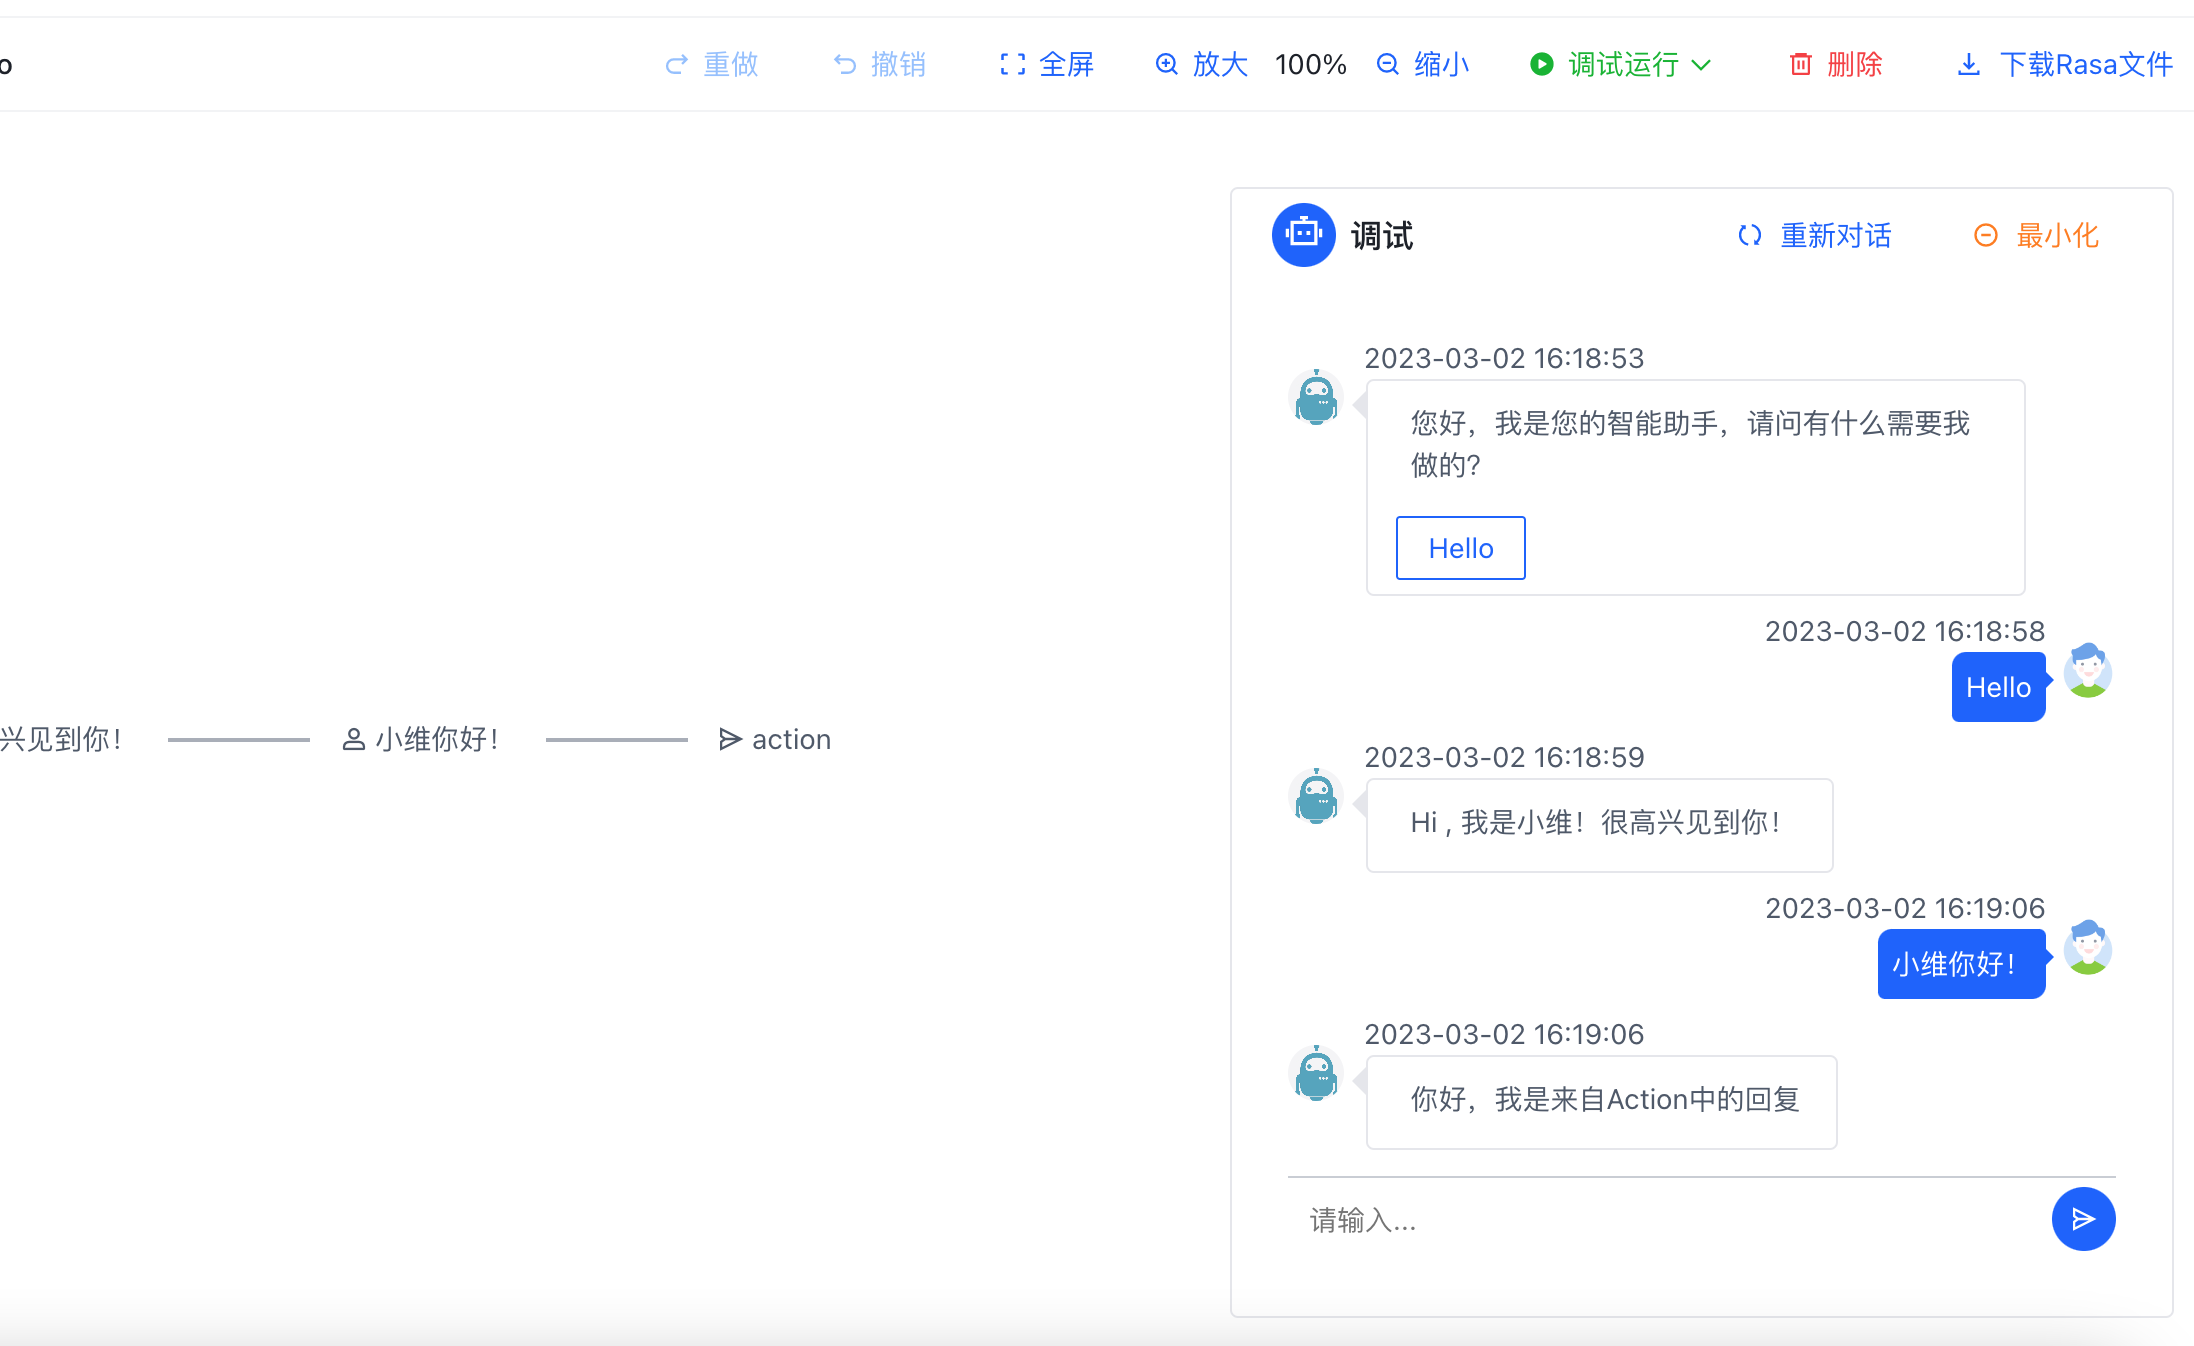 o
重做
撤销
全屏
放大
100%
缩小
调试运行
删除
下载Rasa文件
兴见到你！
小维你好！
action
调试
重新对话
最小化
2023-03-02 16:18:53
您好，我是您的智能助手，请问有什么需要我
做的?
Hello
2023-03-02 16:18:58
Hello
2023-03-02 16:18:59
Hi , 我是小维！很高兴见到你！
2023-03-02 16:19:06
小维你好！
2023-03-02 16:19:06
你好，我是来自Action中的回复
请输入...